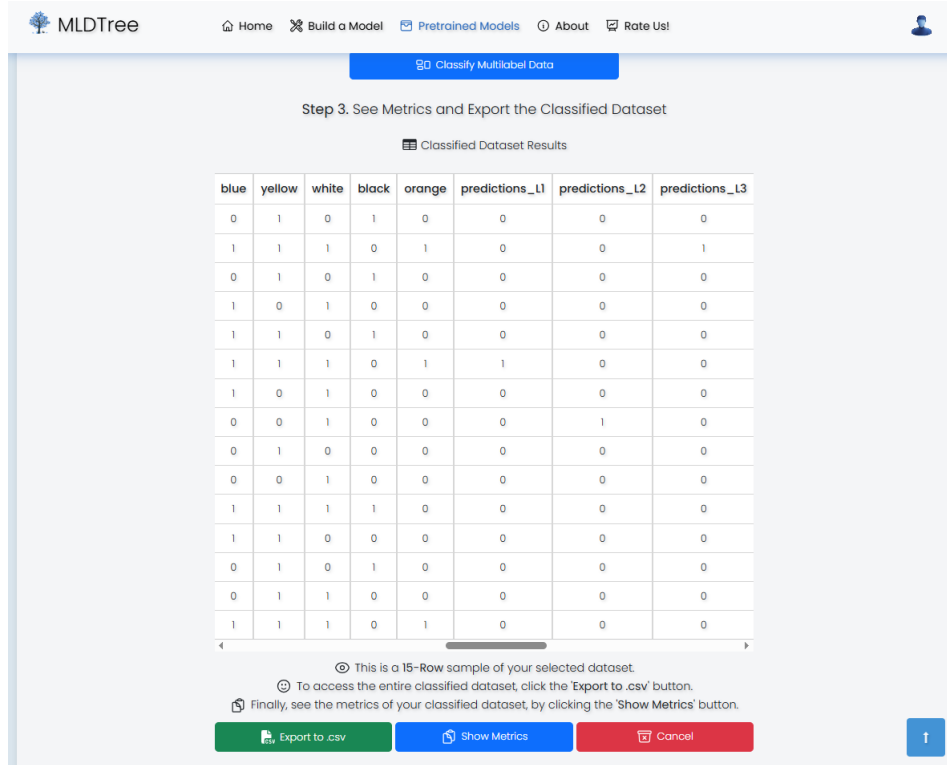 MLDTree Home Build a Model Pretrained Models About Rate Us!
Classify Multilabel Data
Step 3. See Metrics and Export the Classified Dataset
Classified Dataset Results
blue yellow white black orange predictions_L1 predictions_L2 predictions_L3
0 1 0 1 0 0 0 0
1 1 1 0 1 0 0 1
0 1 0 1 0 0 0 0
1 0 1 0 0 0 0 0
1 1 0 1 0 0 0 0
1 1 1 0 1 1 0 0
1 0 1 0 0 0 0 0
0 0 1 0 0 0 1 0
0 1 0 0 0 0 0 0
0 0 1 0 0 0 0 0
1 1 1 1 0 0 0 0
1 1 0 0 0 0 0 0
0 1 0 1 0 0 0 0
0 1 1 0 0 0 0 0
1 1 1 0 1 0 0 0
This is a 15-Row sample of your selected dataset.
To access the entire classified dataset, click the 'Export to .csv' button.
Finally, see the metrics of your classified dataset, by clicking the 'Show Metrics' button.
Export to .csv Show Metrics Cancel